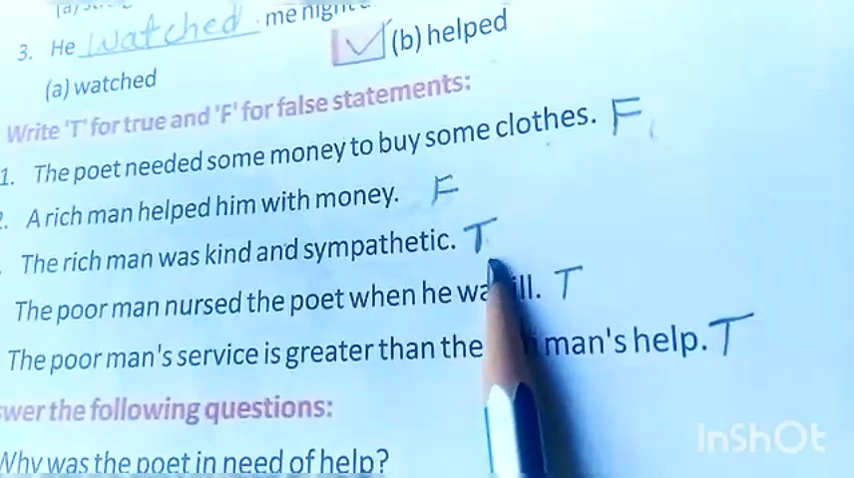 3. He watched me night
(b) helped
(a) watched
Write 'T' for true and 'F' for false statements:
1. The poet needed some money to buy some clothes. F
2. A rich man helped him with money. F
The rich man was kind and sympathetic. T
The poor man nursed the poet when he wa ill. T
The poor man's service is greater than the man's help. T
wer the following questions:
Why was the poet in need of help?
InShOt